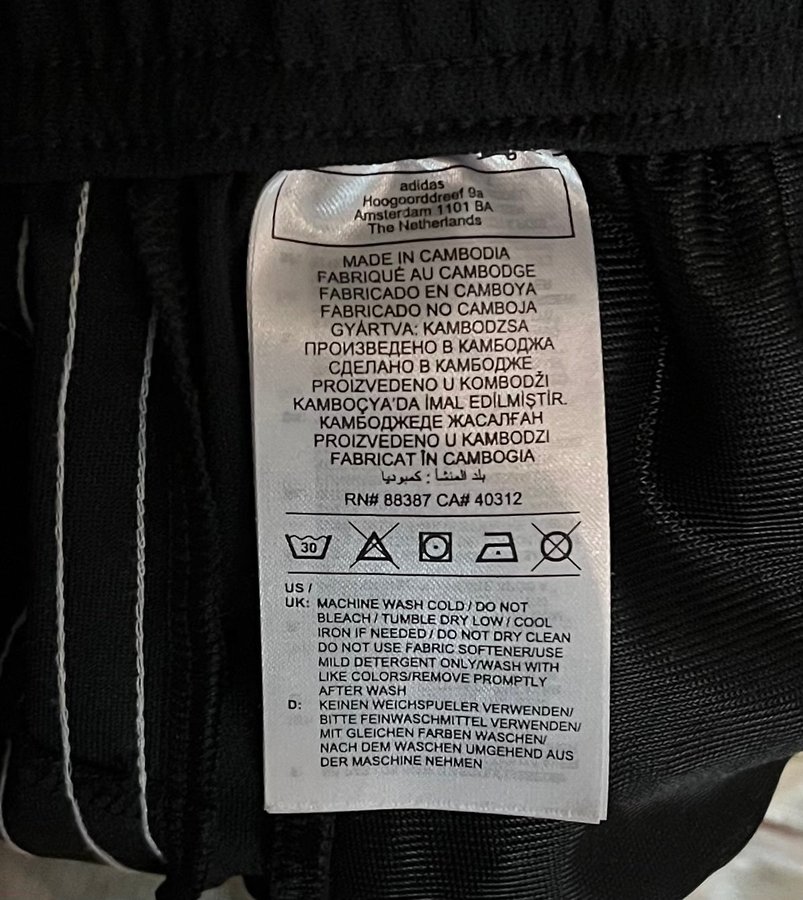 adidas
Hoogoorddreef 9a
Amsterdam 1101 BA
The Netherlands
MADE IN CAMBODIA
FABRIQUÉ AU CAMBODGE
FABRICADO EN CAMBOYA
FABRICADO NO CAMBOJA
GYÁRTVA: KAMBODZSA
ПРОИЗВЕДЕНО В КАМБОДЖА
СДЕЛАНО В КАМБОДЖЕ
PROIZVEDENO U KOMBODŽI
KAMBOÇYA'DA İMAL EDİLMİŞTİR.
КАМБОДЖЕДЕ ЖАСАЛҒАН
PROIZVEDENO U KAMBODZI
FABRICAT ÎN CAMBOGIA
بلد المنشأ : كمبوديا
RN# 88387 CA# 40312
30
US /
UK: MACHINE WASH COLD / DO NOT
BLEACH / TUMBLE DRY LOW / COOL
IRON IF NEEDED / DO NOT DRY CLEAN
DO NOT USE FABRIC SOFTENER/USE
MILD DETERGENT ONLY/WASH WITH
LIKE COLORS/REMOVE PROMPTLY
AFTER WASH
D: KEINEN WEICHSPUELER VERWENDEN/
BITTE FEINWASCHMITTEL VERWENDEN/
MIT GLEICHEN FARBEN WASCHEN/
NACH DEM WASCHEN UMGEHEND AUS
DER MASCHINE NEHMEN